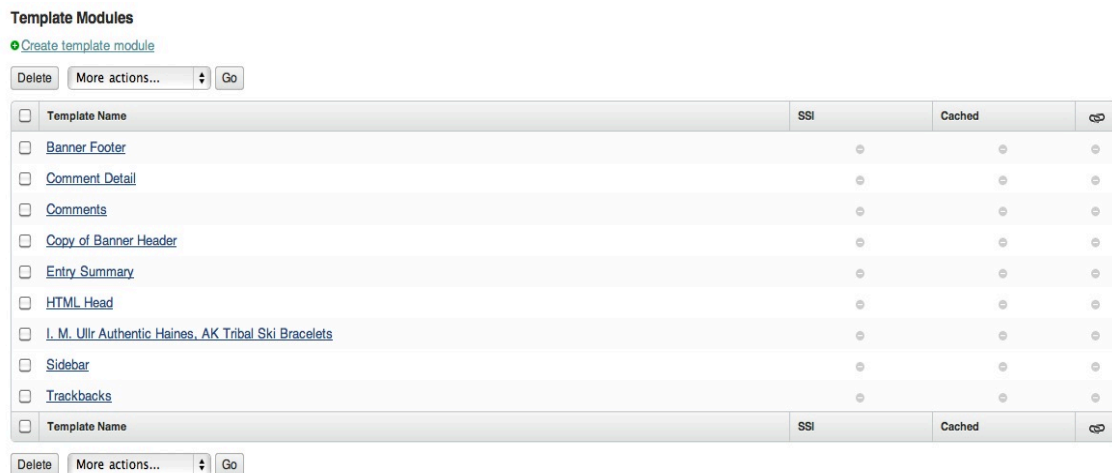 Template Modules
Create template module
Delete More actions... Go
Template Name SSI Cached
Banner Footer
Comment Detail
Comments
Copy of Banner Header
Entry Summary
HTML Head
I. M. Ullr Authentic Haines, AK Tribal Ski Bracelets
Sidebar
Trackbacks
Template Name SSI Cached
Delete More actions... Go